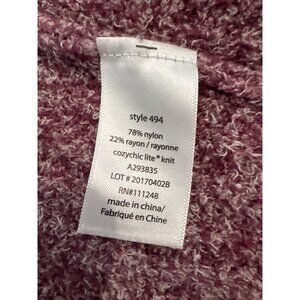 style 494
78% nylon
22% rayon / rayonne
cozychic lite® knit
A293835
LOT # 20170402B
RN#111248
made in china/
Fabriqué en Chine